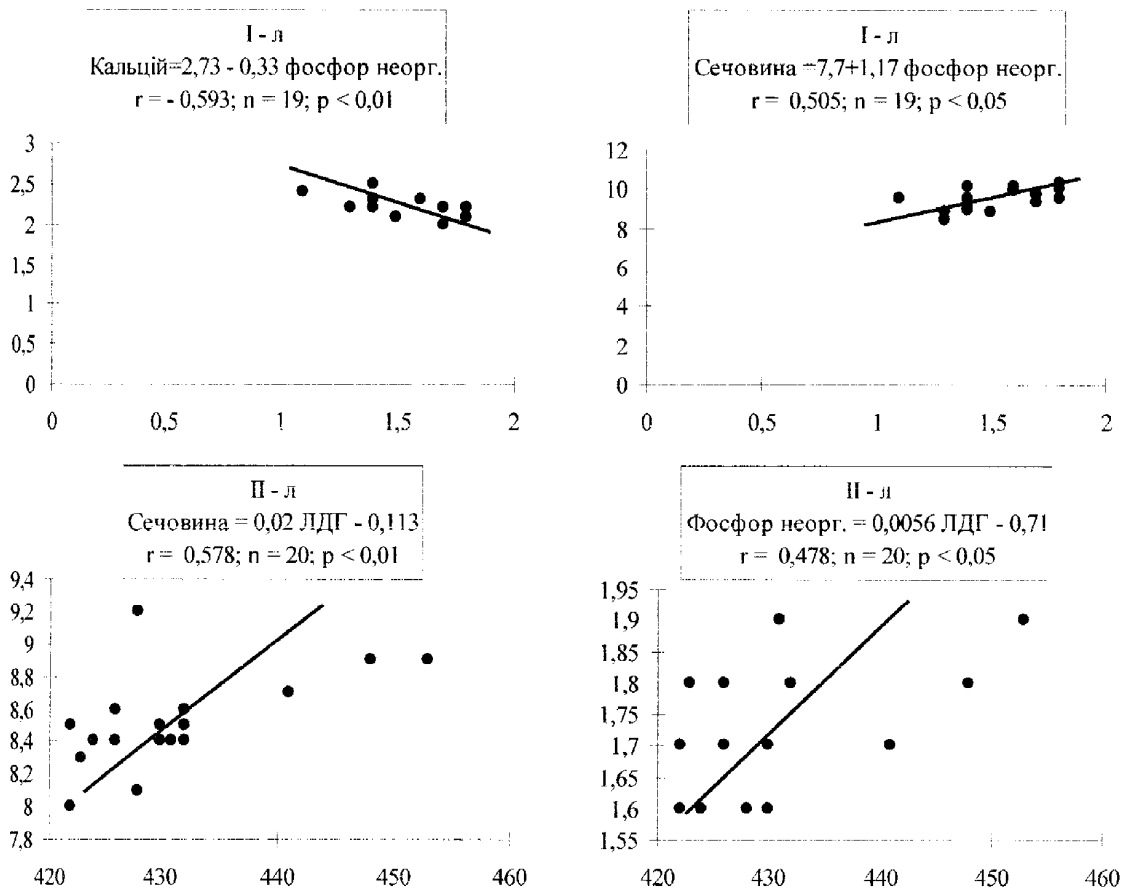 I - л
Кальцій=2,73 - 0,33 фосфор неорг.
r = - 0,593; n = 19; p < 0,01
3
2,5
2
1,5
1
0,5
0
0 0,5 1 1,5 2
I - л
Сечовина =7,7+1,17 фосфор неорг.
r = 0,505; n = 19; p < 0,05
12
10
8
6
4
2
0
0 0,5 1 1,5 2
II - л
Сечовина = 0,02 ЛДГ - 0,113
r = 0,578; n = 20; p < 0,01
9,4
9,2
9
8,8
8,6
8,4
8,2
8
7,8
420 430 440 450 460
II - л
Фосфор неорг. = 0,0056 ЛДГ - 0,71
r = 0,478; n = 20; p < 0,05
1,95
1,9
1,85
1,8
1,75
1,7
1,65
1,6
1,55
420 430 440 450 460